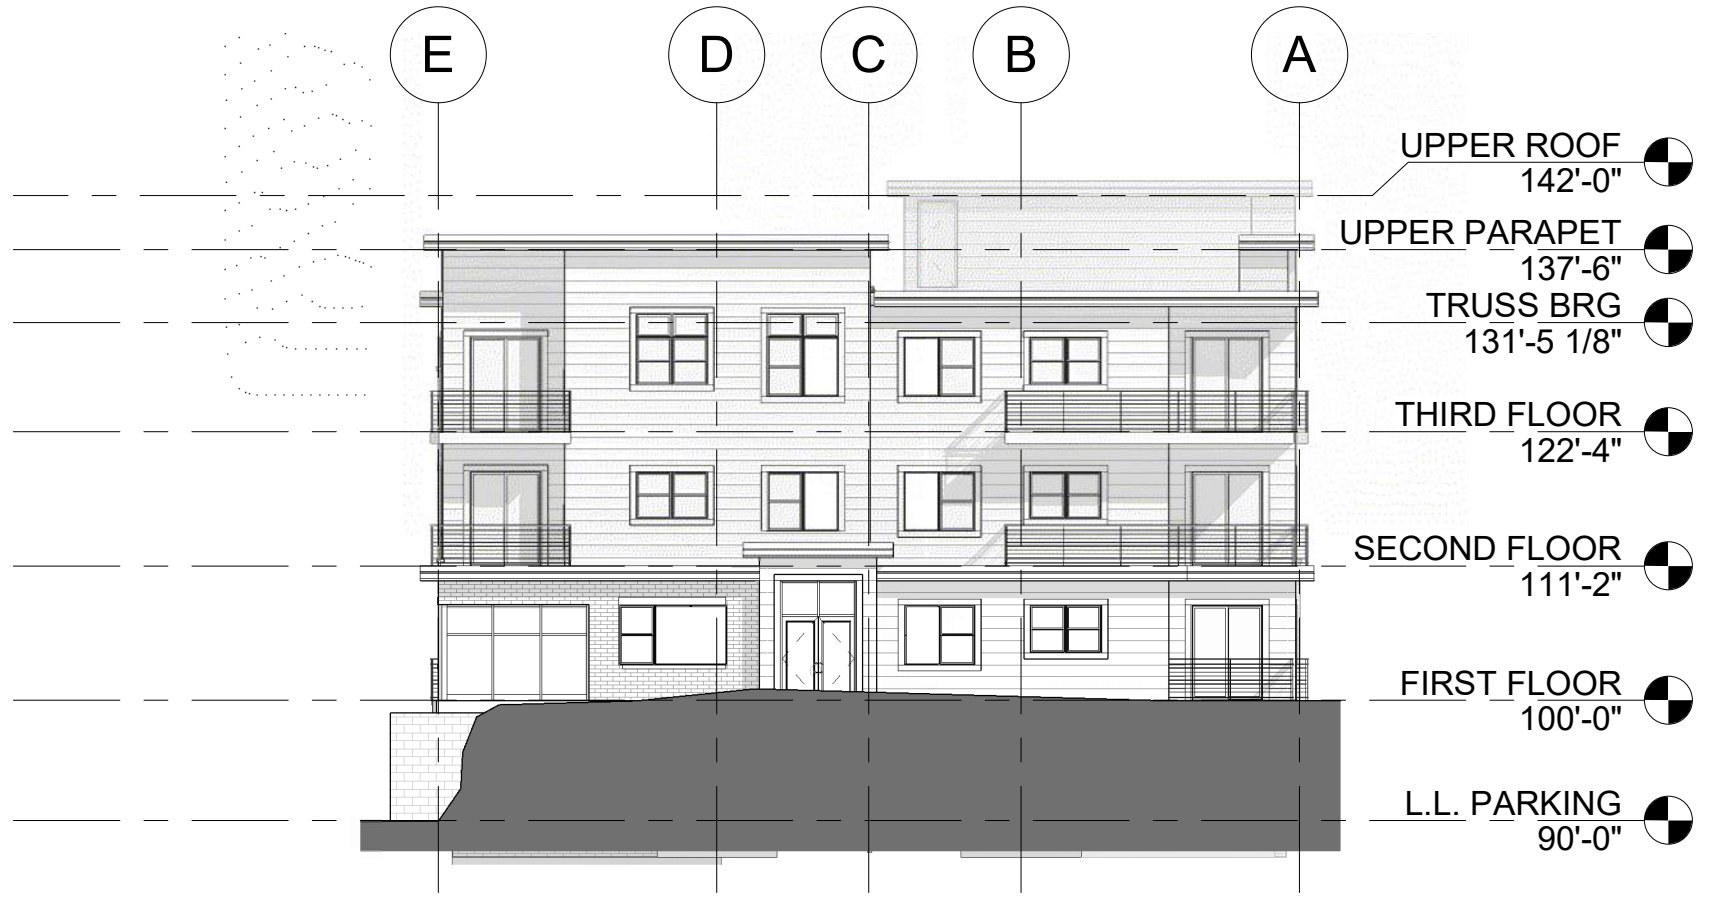 E D C B A
UPPER ROOF
142'-0"
UPPER PARAPET
137'-6"
TRUSS BRG
131'-5 1/8"
THIRD FLOOR
122'-4"
SECOND FLOOR
111'-2"
FIRST FLOOR
100'-0"
L.L. PARKING
90'-0"